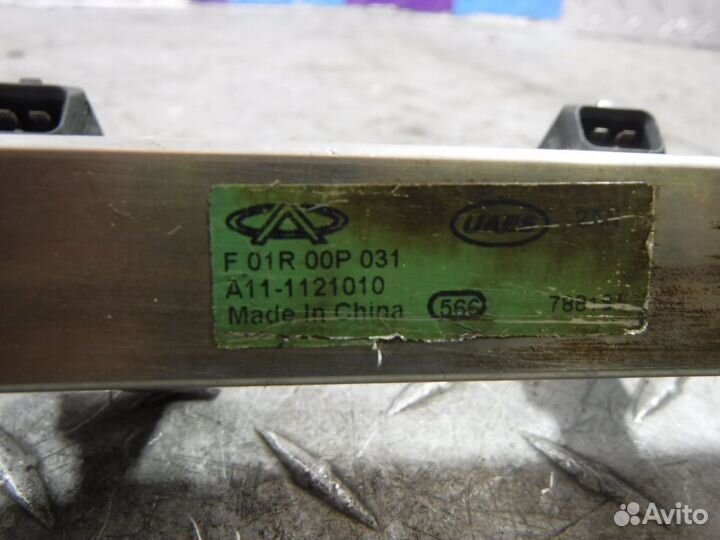 UAES
F 01R 00P 031
A11-1121010
Made In China 566
Avito